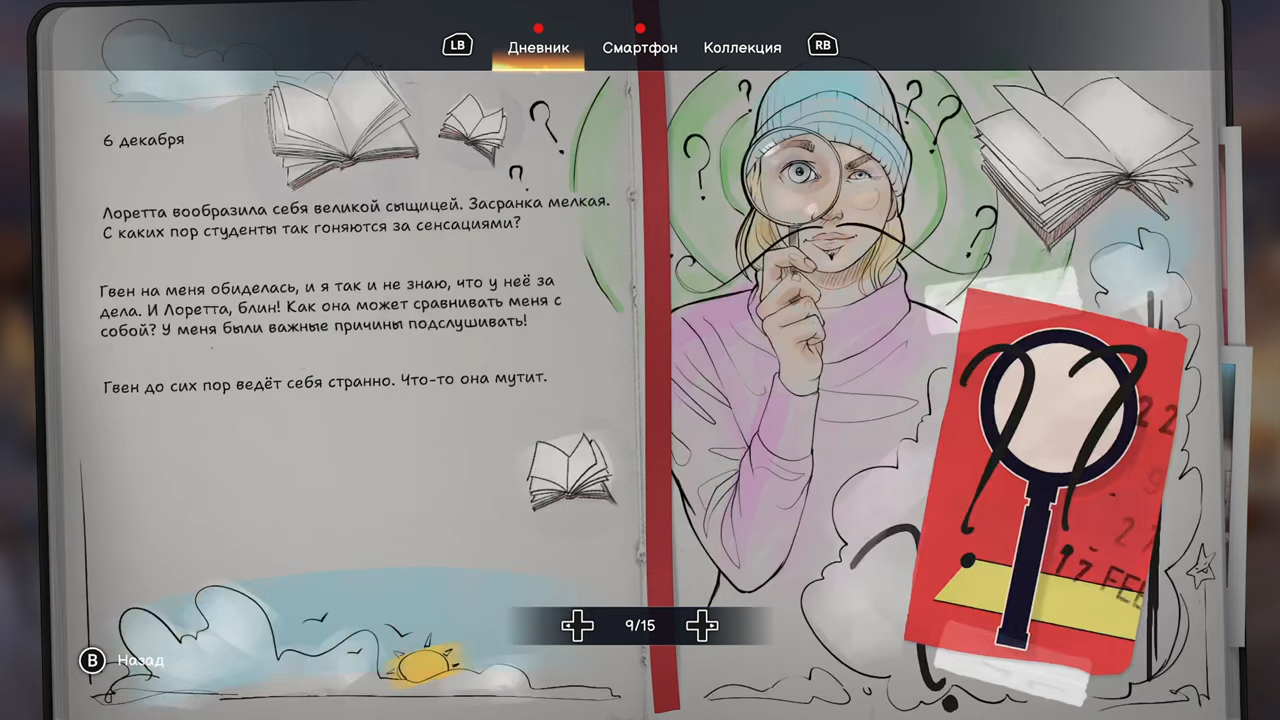 LB
Дневник
Смартфон
Коллекция
RB
6 декабря
Лоретта вообразила себя великой сыщицей. Засранка мелкая.
С каких пор студенты так гоняются за сенсациями?
Гвен на меня обиделась, и я так и не знаю, что у неё за
дела. И Лоретта, блин! Как она может сравнивать меня с
собой? У меня были важные причины подслушивать!
Гвен до сих пор ведёт себя странно. Что-то она мутит.
? ? ? ? ? ? ?
??
22
17 FEB
?
9/15
B Назад